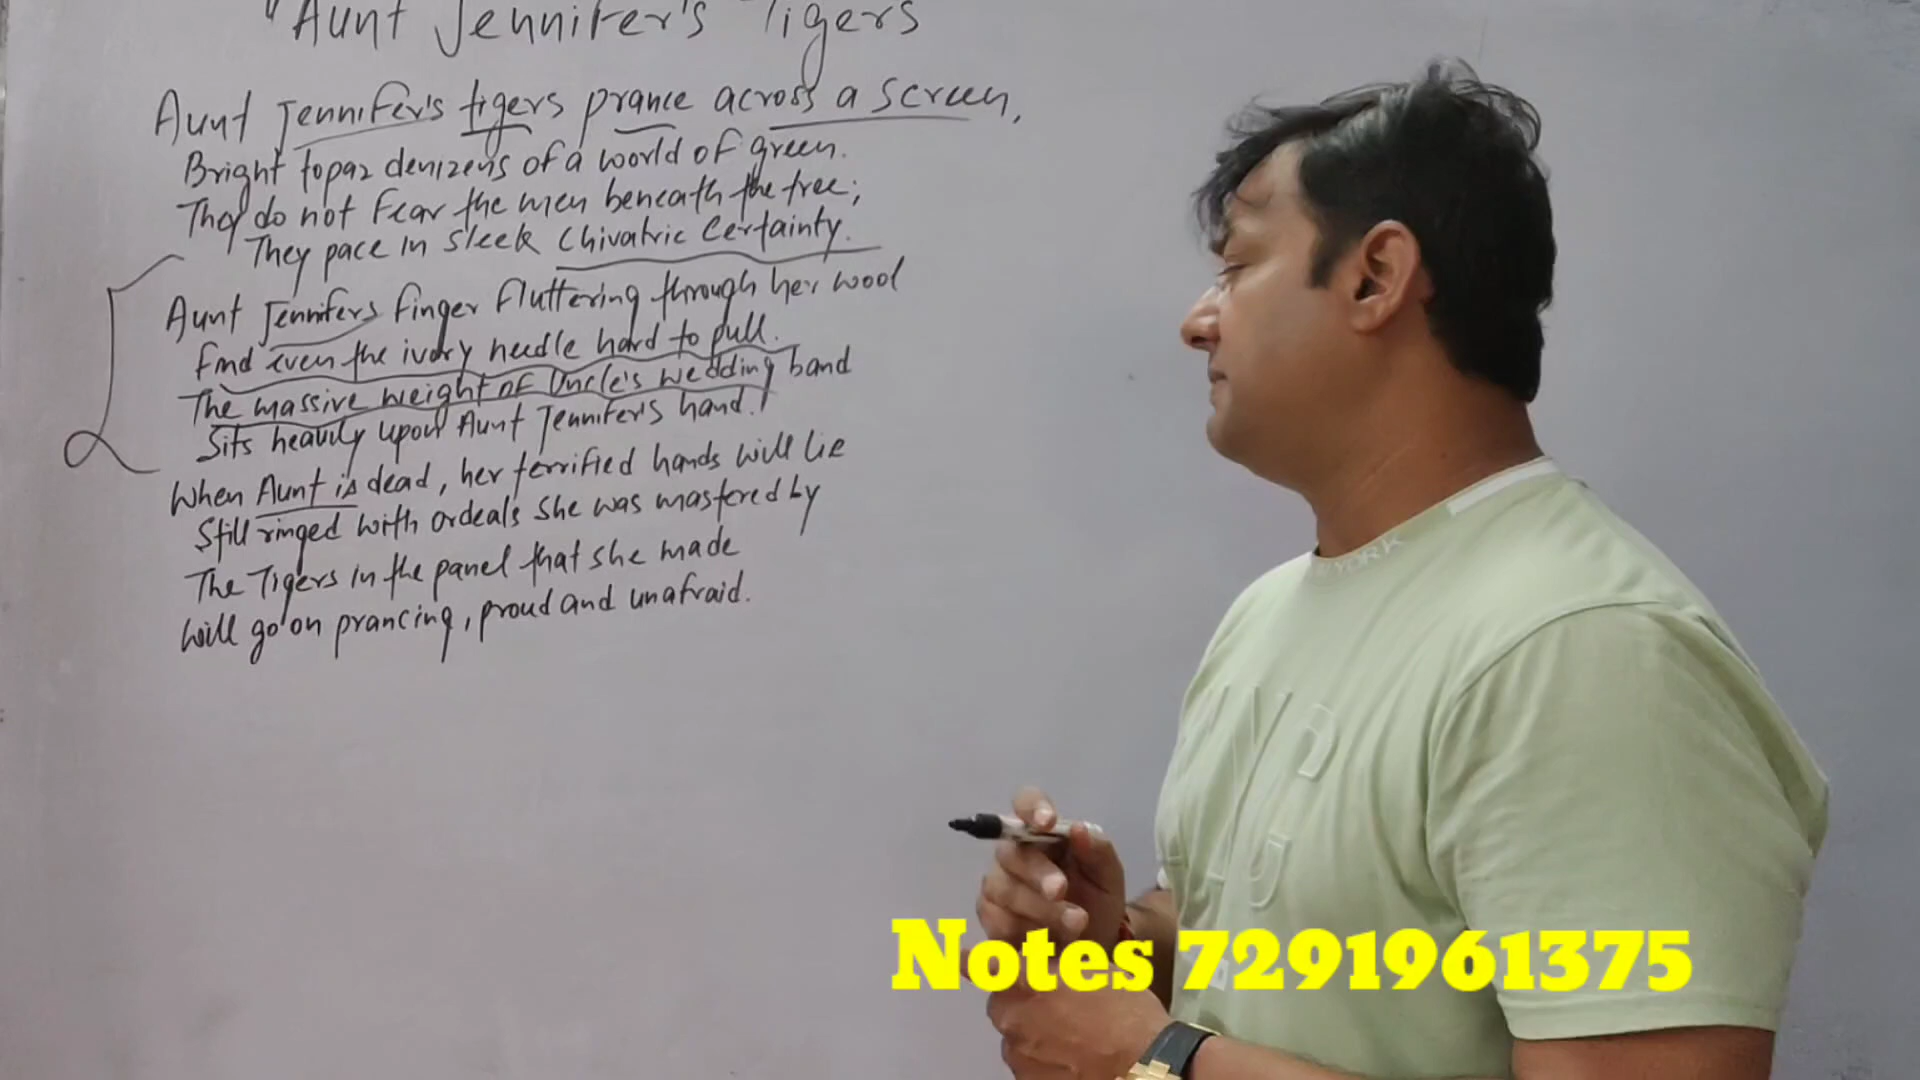 "Aunt Jennifer's Tigers
Aunt Jennifer's tigers prance across a screen,
Bright topaz denizens of a world of green.
They do not fear the men beneath the tree;
They pace in sleek Chivalric Certainty.
Aunt Jennifers finger fluttering through her wool
find even the ivory needle hard to pull.
The massive weight of Uncle's wedding band
Sits heavily upon Aunt Jennifer's hand.
When Aunt is dead, her terrified hands will lie
Still ringed with ordeals she was mastered by
The Tigers in the panel that she made
will go on prancing, proud and unafraid.
N.YORK
Notes 7291961375